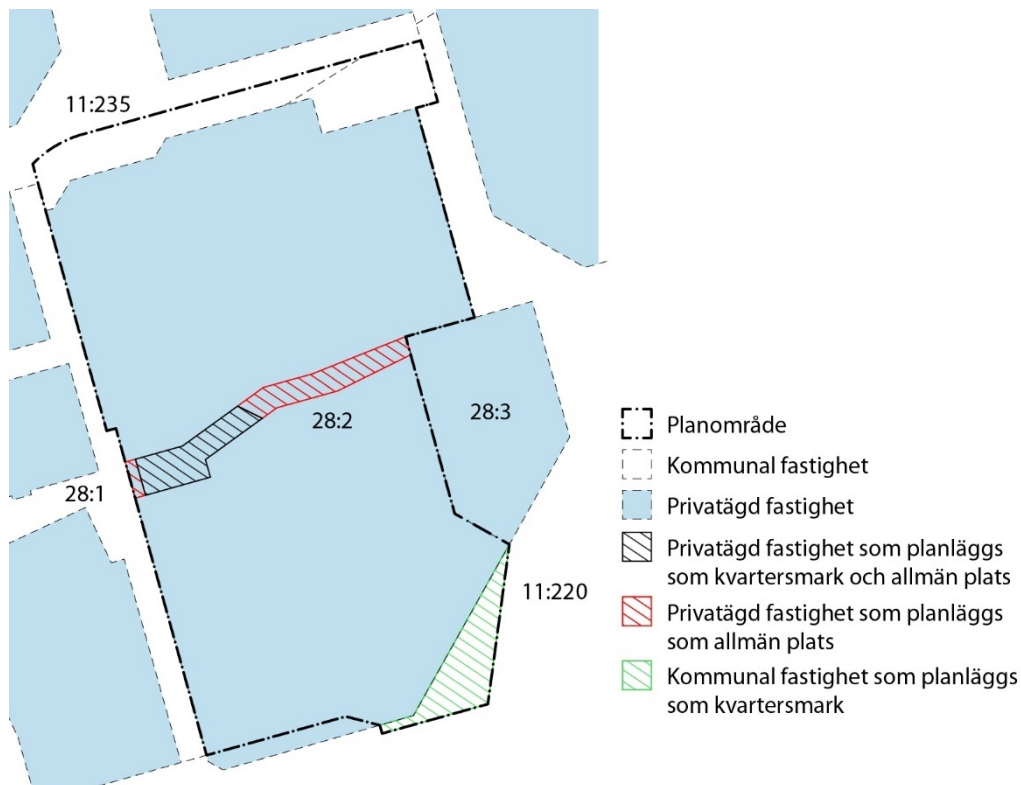 11:235
28:2
28:3
28:1
11:220
Planområde
Kommunal fastighet
Privatägd fastighet
Privatägd fastighet som planläggs
som kvartersmark och allmän plats
Privatägd fastighet som planläggs
som allmän plats
Kommunal fastighet som planläggs
som kvartersmark